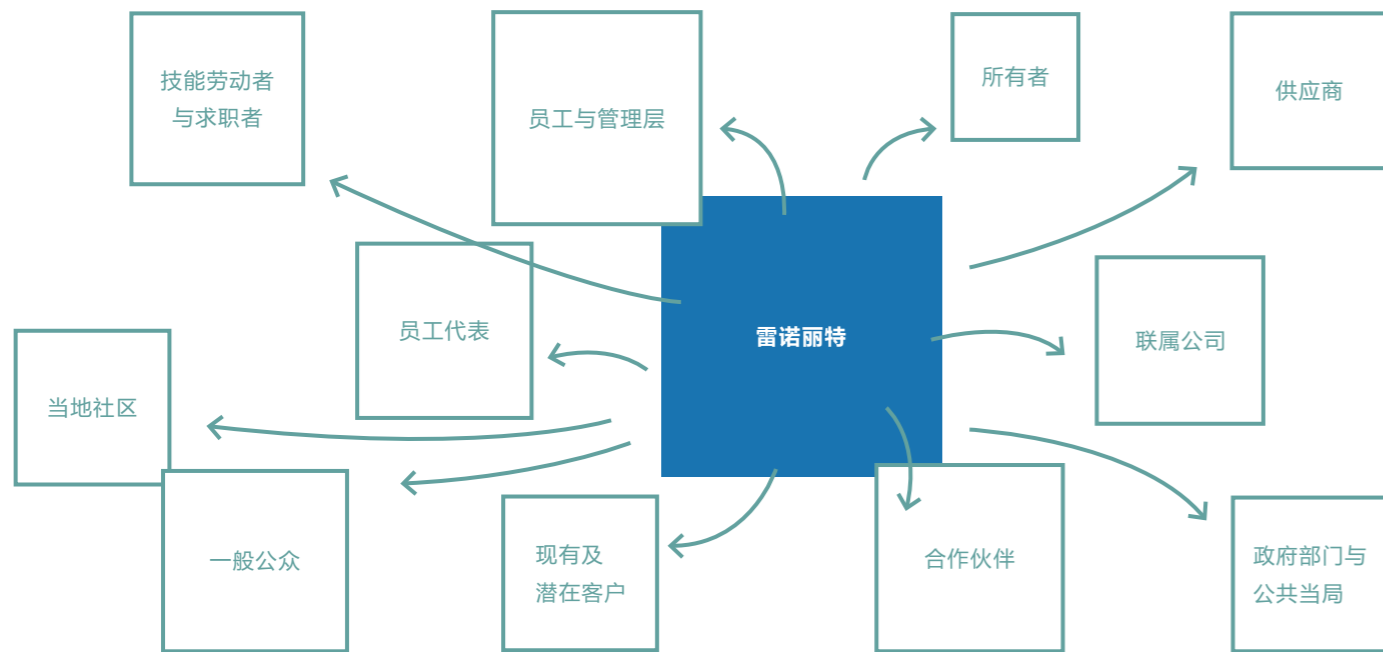 技能劳动者
与求职者
员工与管理层
所有者
供应商
员工代表
雷诺丽特
联属公司
当地社区
一般公众
现有及
潜在客户
合作伙伴
政府部门与
公共当局